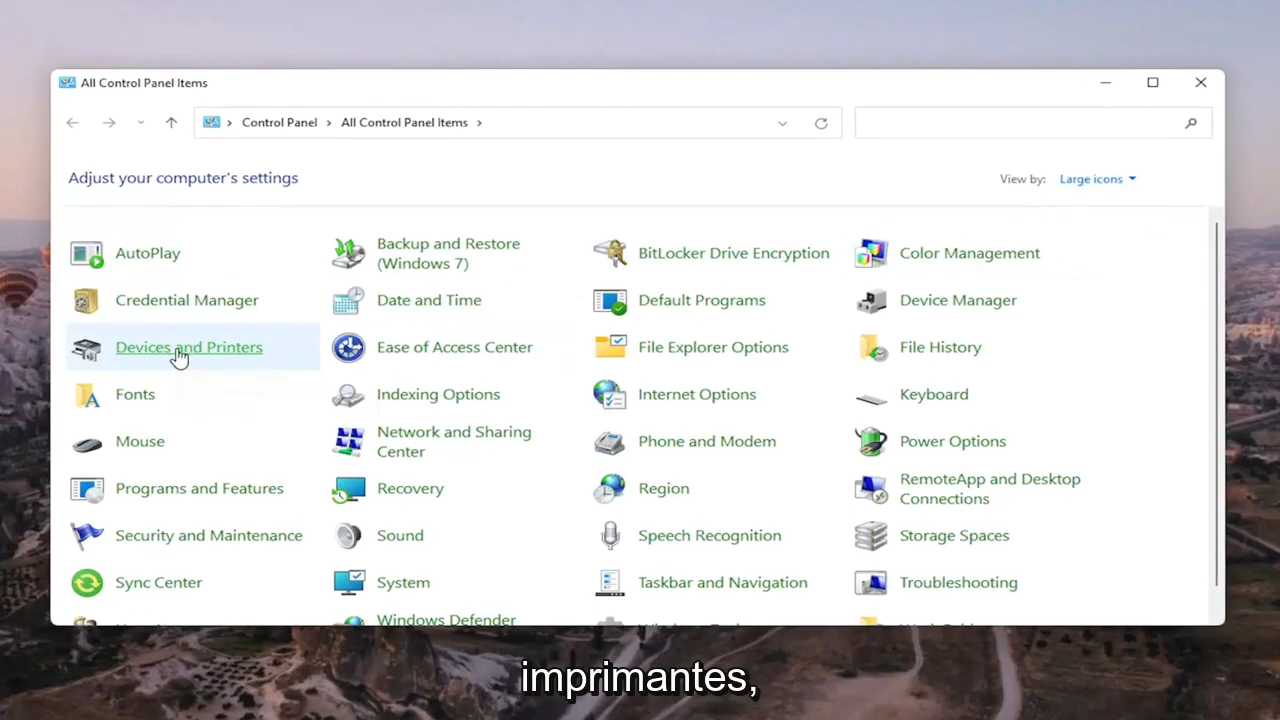 All Control Panel Items
Control Panel > All Control Panel Items >
Adjust your computer's settings
View by: Large icons
AutoPlay
Backup and Restore
(Windows 7)
BitLocker Drive Encryption
Color Management
Credential Manager
Date and Time
Default Programs
Device Manager
Devices and Printers
Ease of Access Center
File Explorer Options
File History
Fonts
Indexing Options
Internet Options
Keyboard
Mouse
Network and Sharing
Center
Phone and Modem
Power Options
Programs and Features
Recovery
Region
RemoteApp and Desktop
Connections
Security and Maintenance
Sound
Speech Recognition
Storage Spaces
Sync Center
System
Taskbar and Navigation
Troubleshooting
Windows Defender
imprimantes,